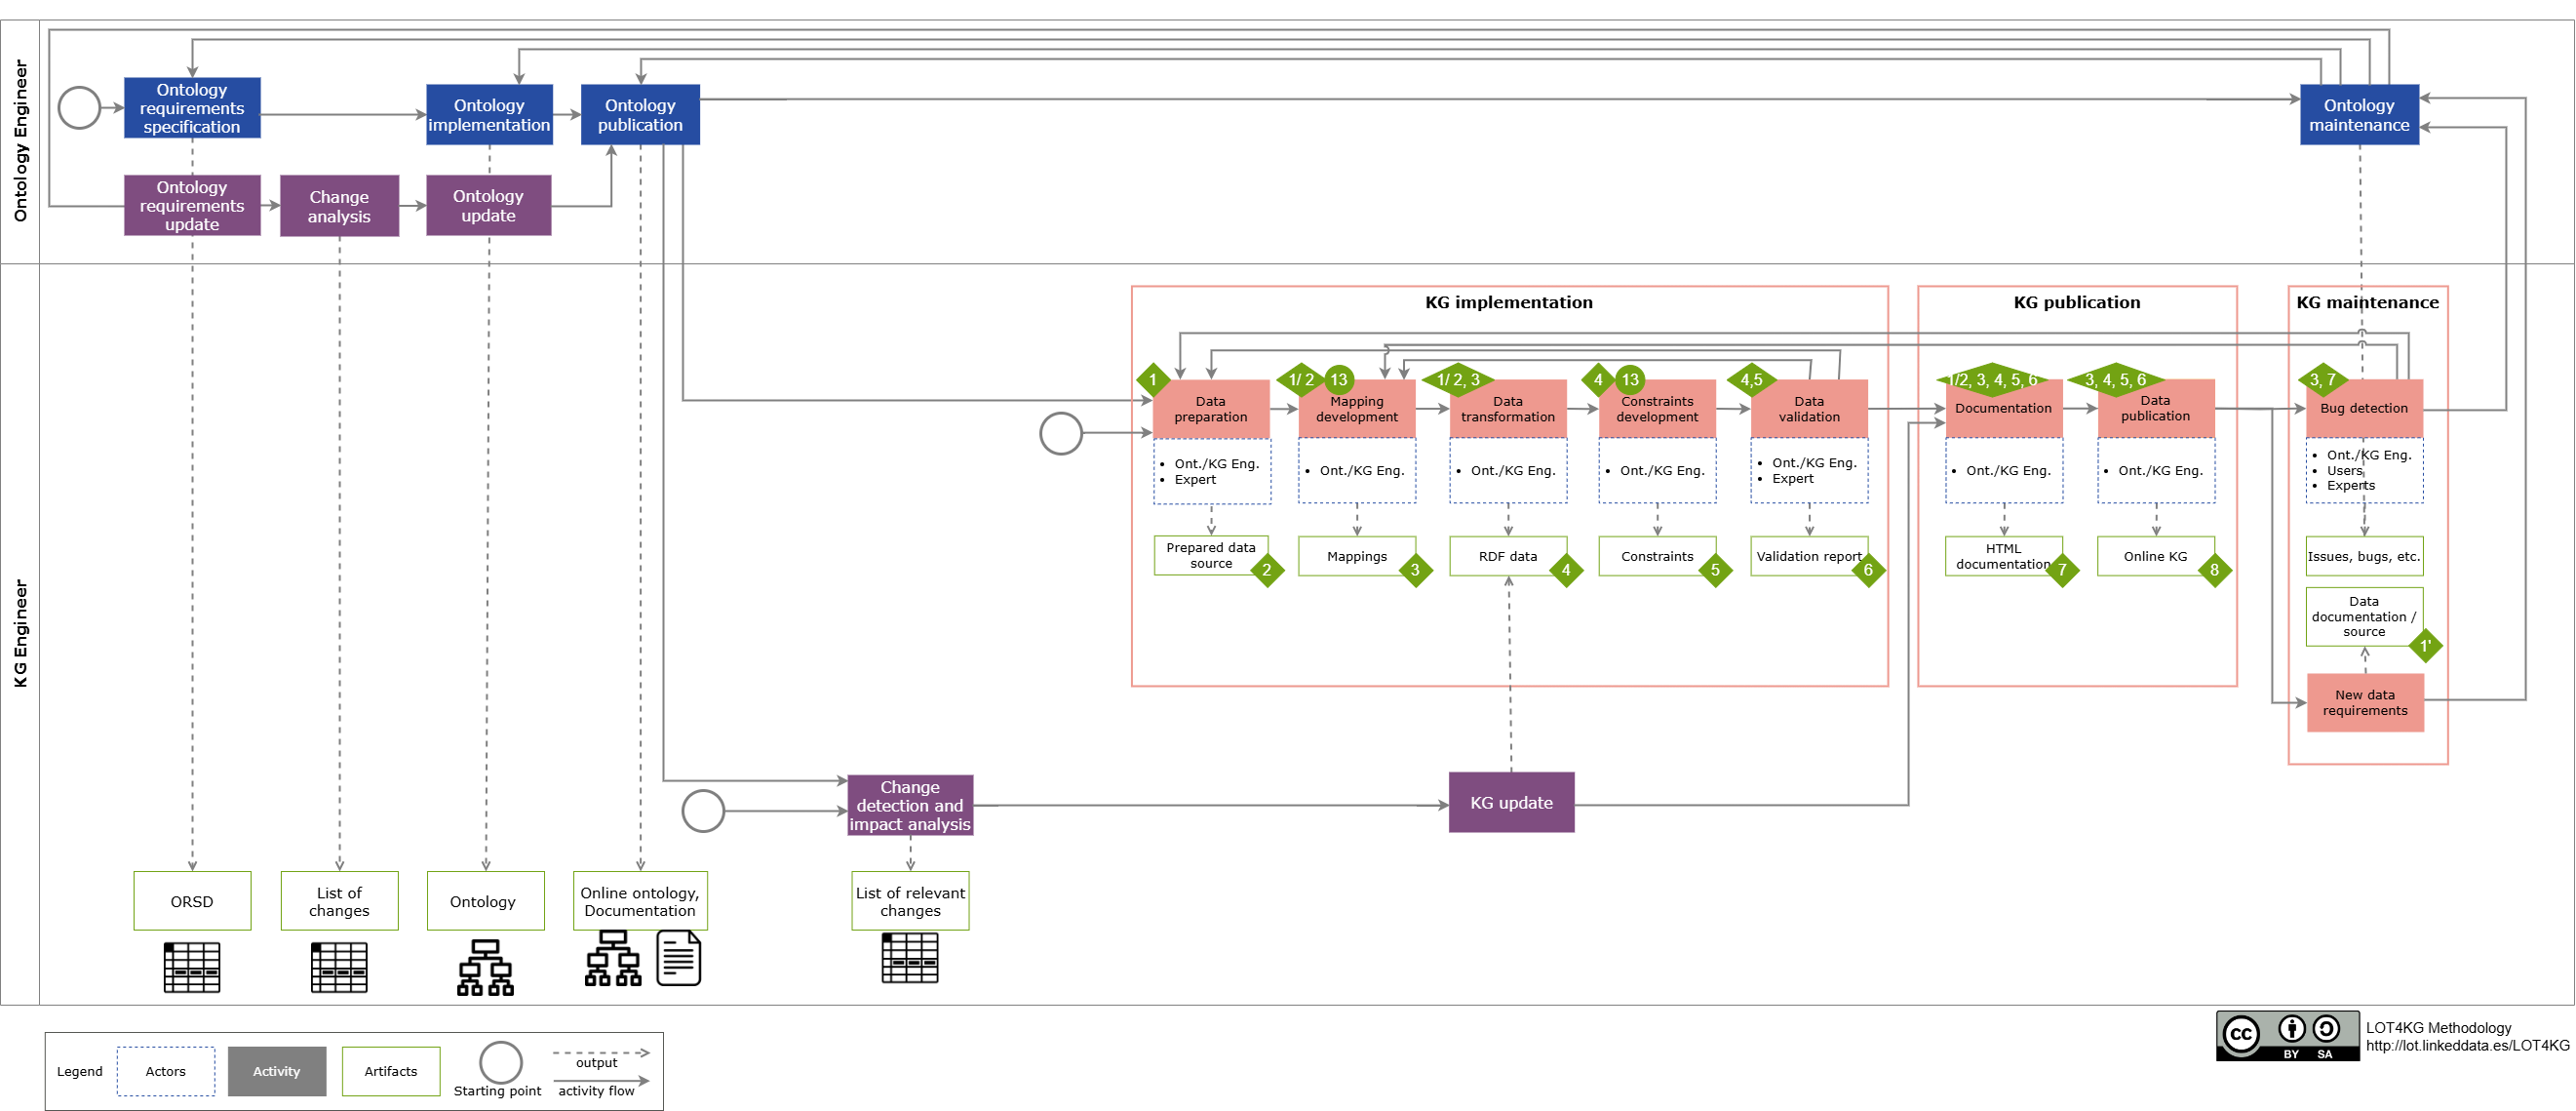 Ontology Engineer
Ontology
requirements
specification
Ontology
implementation
Ontology
publication
Ontology
maintenance
Ontology
requirements
update
Change
analysis
Ontology
update
KG Engineer
KG implementation
KG publication
KG maintenance
1
1/ 2
13
1/ 2, 3
4
13
4,5
1/2, 3, 4, 5, 6
3, 4, 5, 6
3, 7
Data
preparation
Mapping
development
Data
transformation
Constraints
development
Data
validation
Documentation
Data
publication
Bug detection
• Ont./KG Eng.
• Expert
• Ont./KG Eng.
• Ont./KG Eng.
• Ont./KG Eng.
• Ont./KG Eng.
• Expert
• Ont./KG Eng.
• Ont./KG Eng.
• Ont./KG Eng.
• Users
• Experts
Prepared data
source
2
Mappings
3
RDF data
4
Constraints
5
Validation report
6
HTML
documentation
7
Online KG
8
Issues, bugs, etc.
Data
documentation /
source
1'
New data
requirements
Change
detection and
impact analysis
KG update
ORSD
List of
changes
Ontology
Online ontology,
Documentation
List of relevant
changes
Legend
Actors
Activity
Artifacts
Starting point
output
activity flow
cc
BY SA
LOT4KG Methodology
http://lot.linkeddata.es/LOT4KG